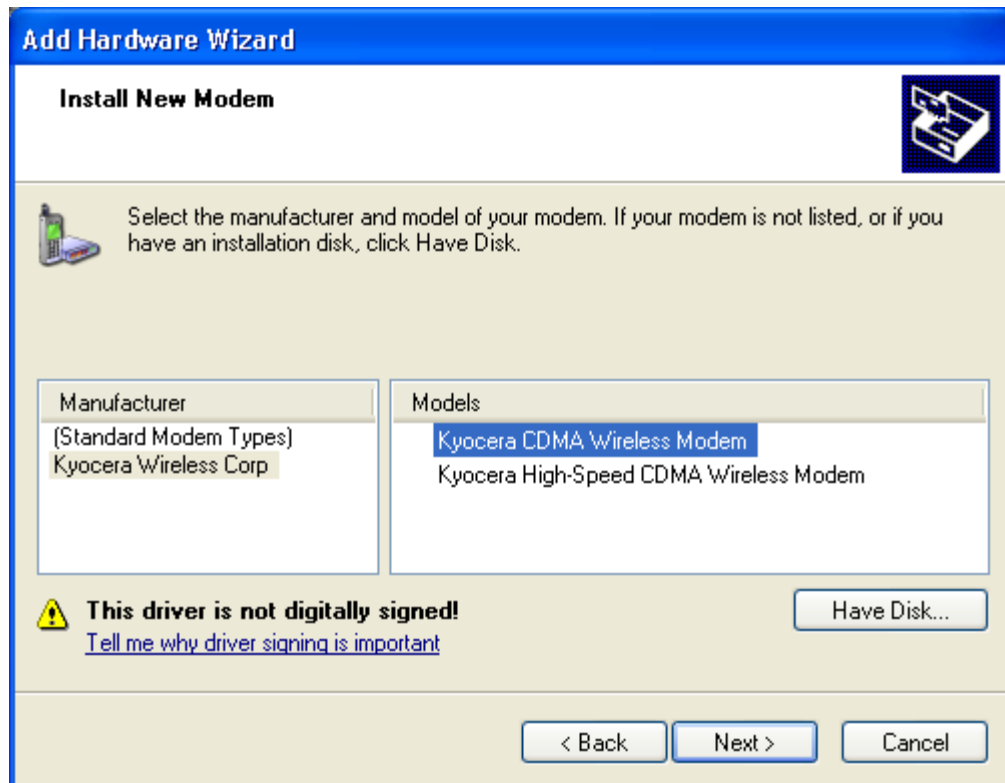 Add Hardware Wizard
Install New Modem
Select the manufacturer and model of your modem. If your modem is not listed, or if you
have an installation disk, click Have Disk.
Manufacturer
(Standard Modem Types)
Kyocera Wireless Corp
Models
Kyocera CDMA Wireless Modem
Kyocera High-Speed CDMA Wireless Modem
This driver is not digitally signed!
Tell me why driver signing is important
Have Disk...
< Back
Next >
Cancel